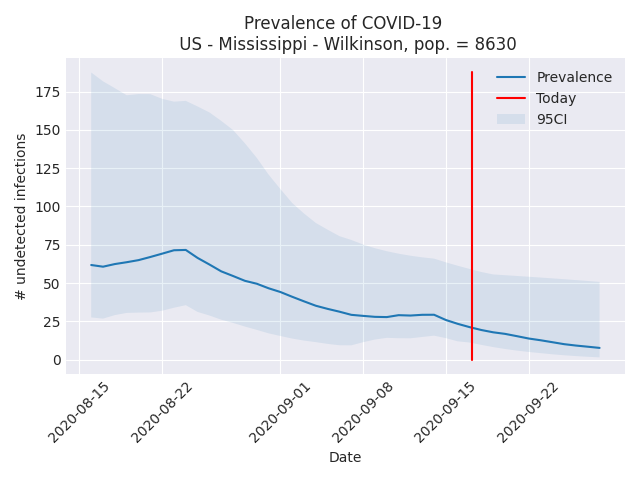 Prevalence of COVID-19
US - Mississippi - Wilkinson, pop. = 8630
Prevalence
Today
95CI
# undetected infections
175
150
125
100
75
50
25
0
2020-08-15
2020-08-22
2020-09-01
2020-09-08
2020-09-15
2020-09-22
Date